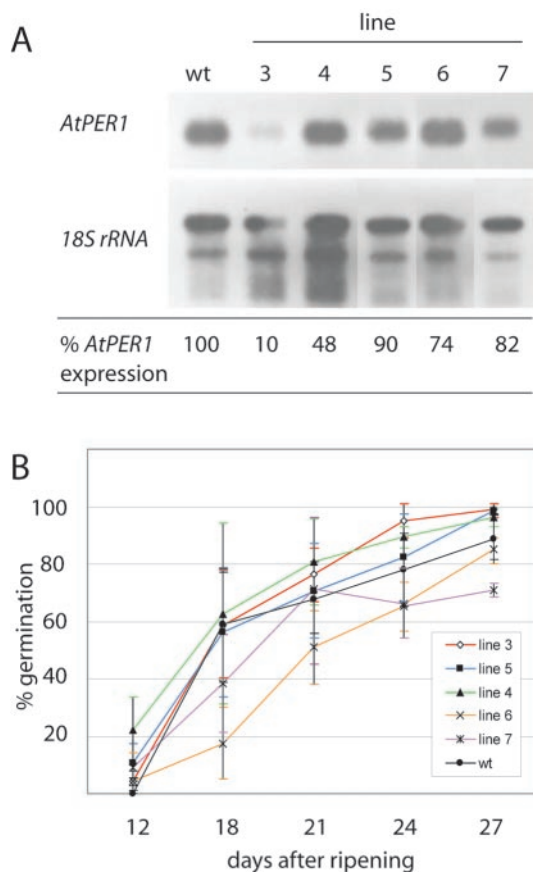 A
line
wt 3 4 5 6 7
AtPER1
18S rRNA
% AtPER1 100 10 48 90 74 82
expression
B
% germination
100
80
60
40
20
line 3
line 5
line 4
line 6
line 7
wt
12 18 21 24 27
days after ripening